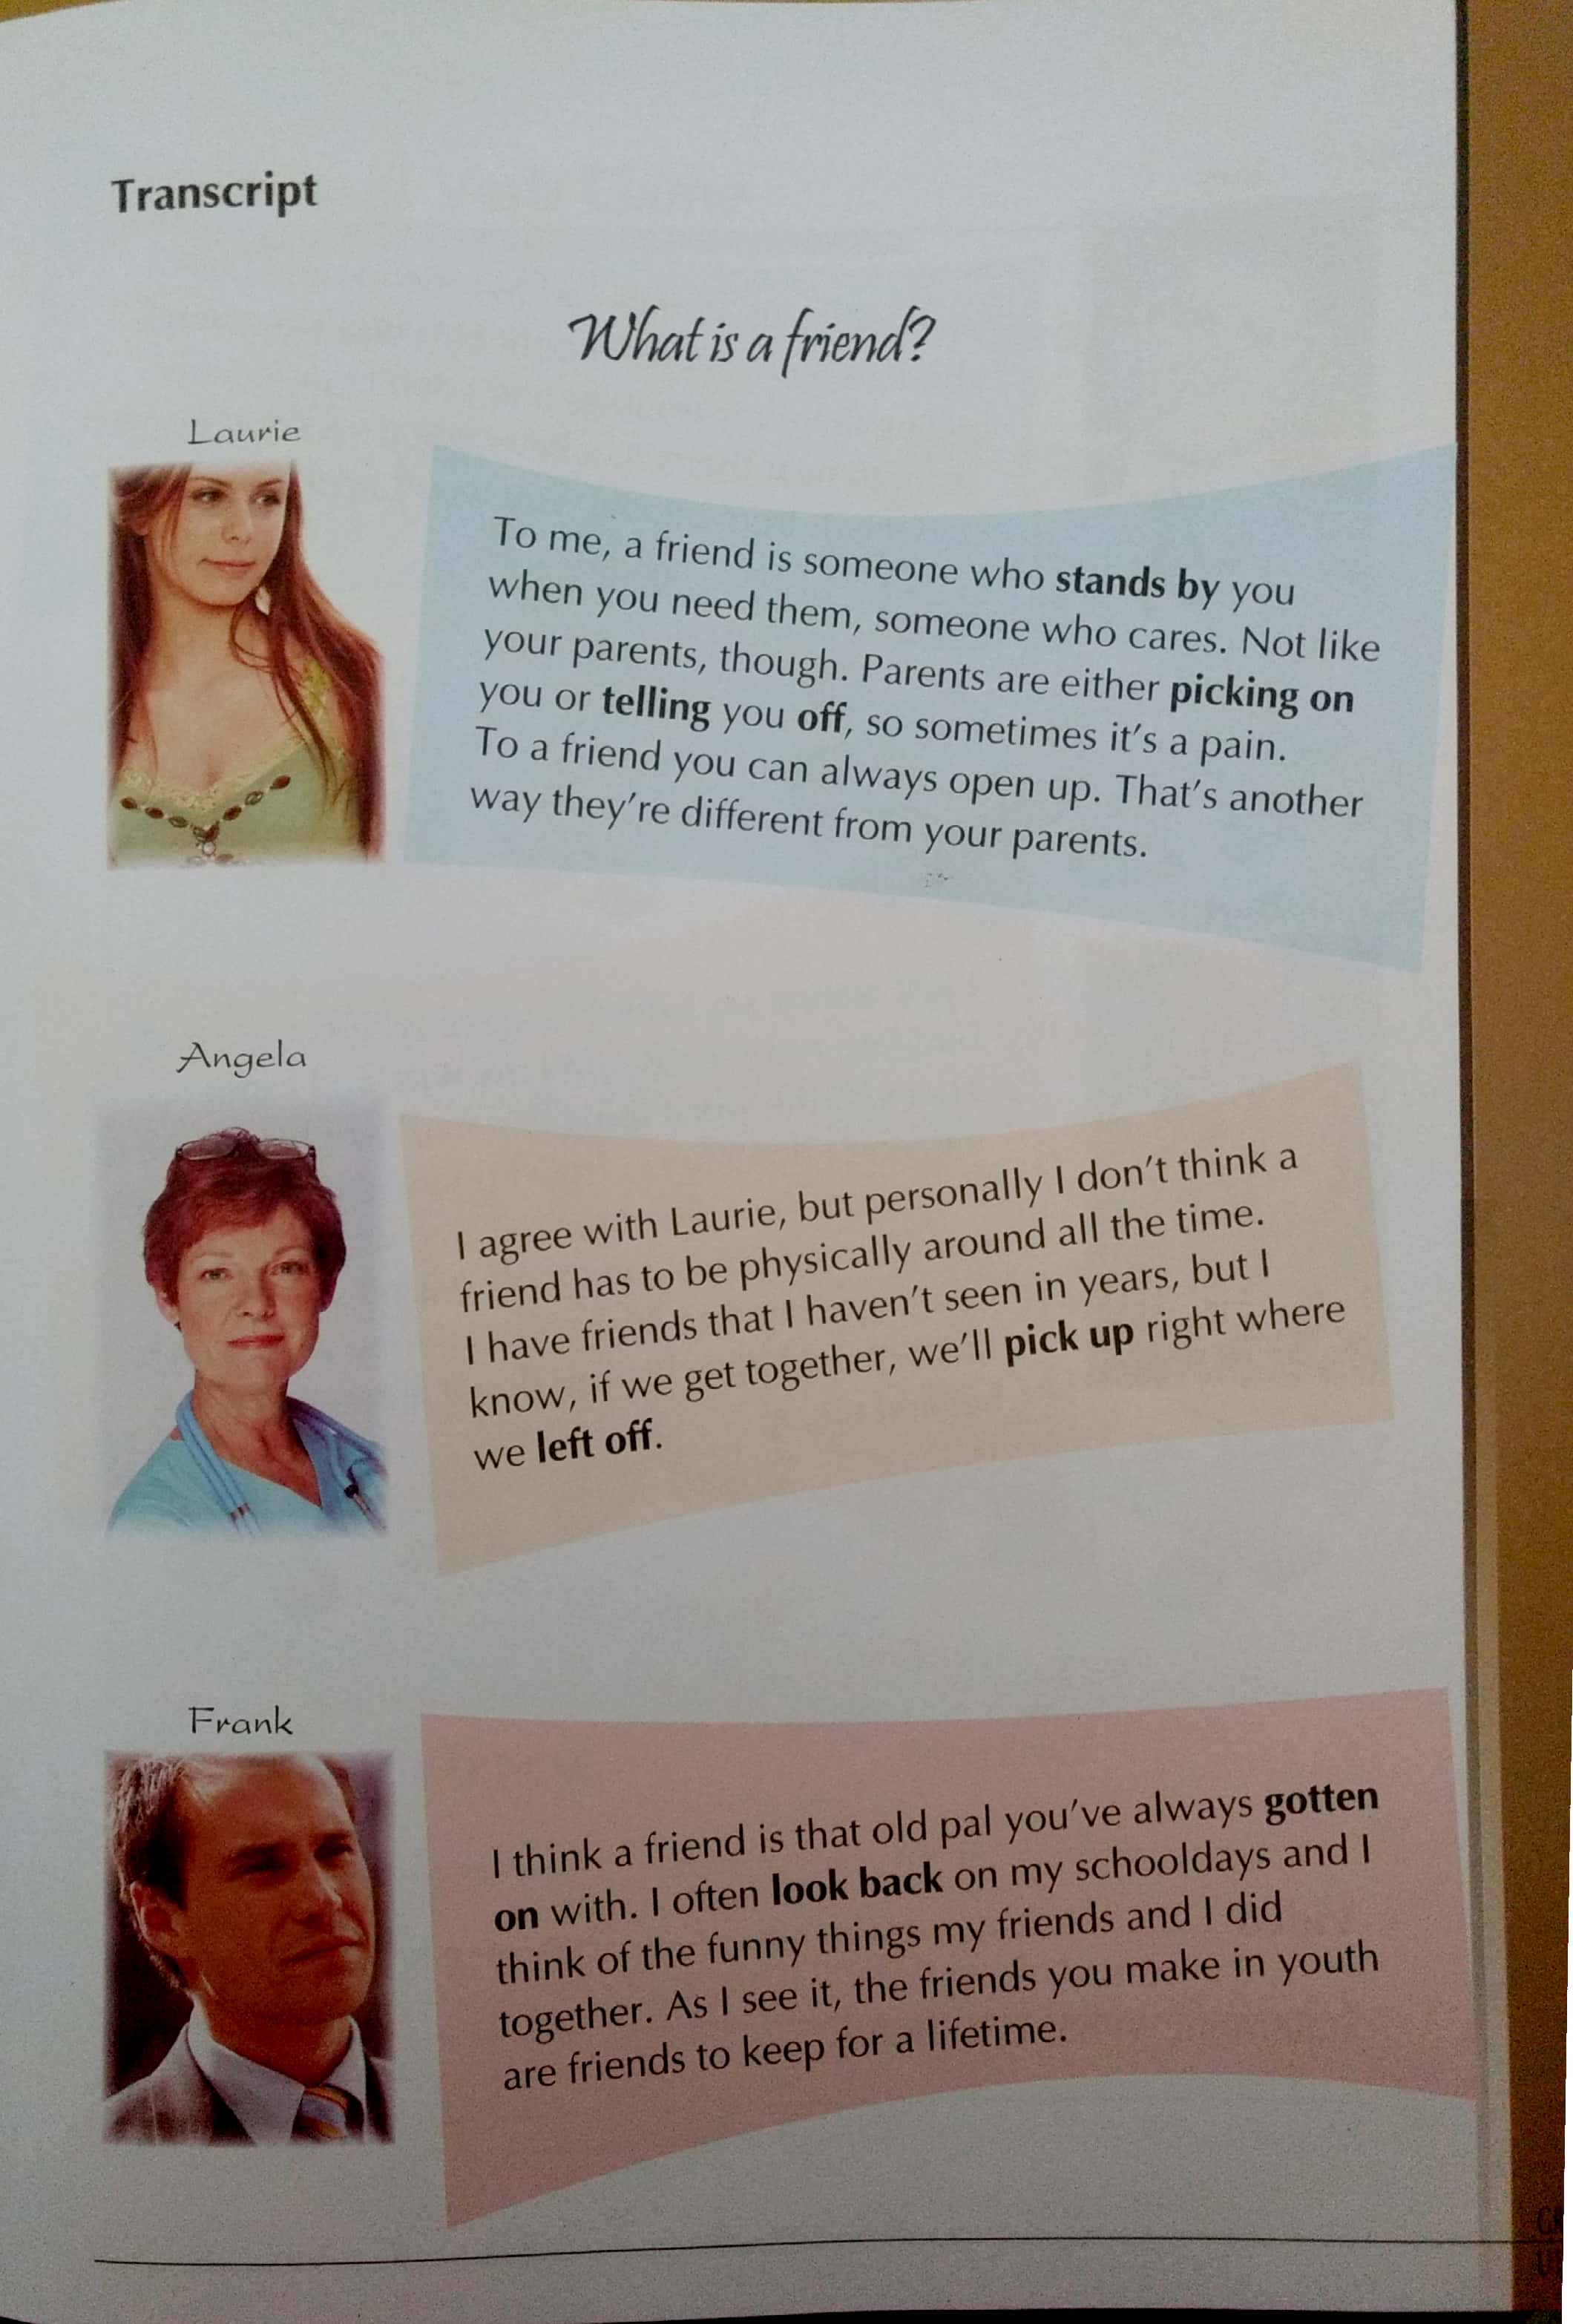 Transcript
What is a friend?
Laurie
To me, a friend is someone who stands by you
when you need them, someone who cares. Not like
your parents, though. Parents are either picking on
you or telling you off, so sometimes it's a pain.
To a friend you can always open up. That's another
way they're different from your parents.
Angela
I agree with Laurie, but personally I don't think a
friend has to be physically around all the time.
I have friends that I haven't seen in years, but I
know, if we get together, we'll pick up right where
we left off.
Frank
I think a friend is that old pal you've always gotten
on with. I often look back on my schooldays and I
think of the funny things my friends and I did
together. As I see it, the friends you make in youth
are friends to keep for a lifetime.